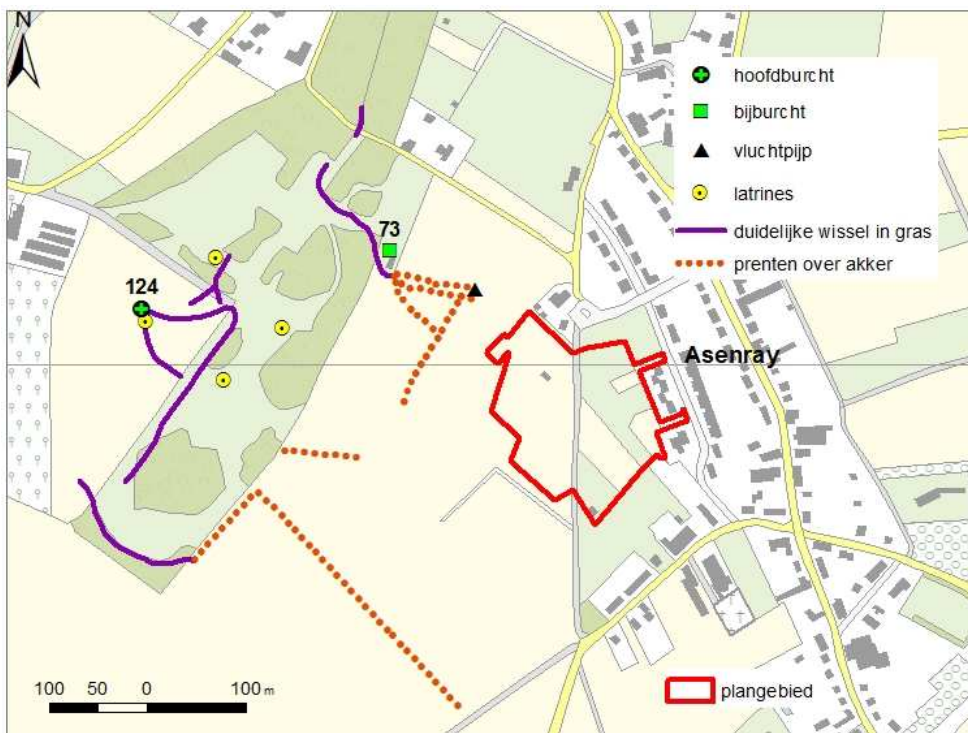 N
hoofdburcht
bijburcht
vluchtpijp
latrines
duidelijke wissel in gras
prenten over akker
73
124
Asenray
100 50 0 100 m
plangebied